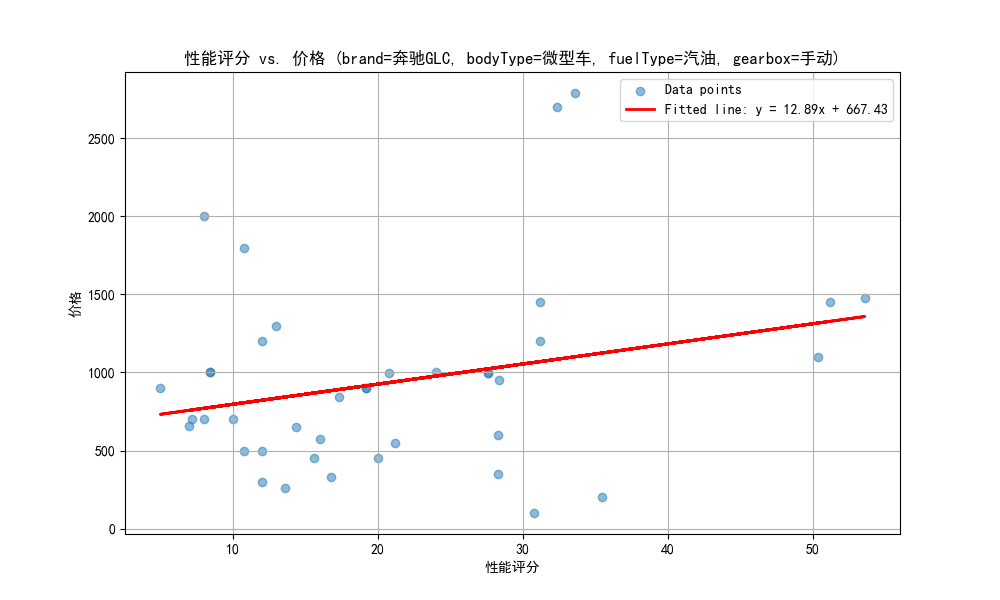 性能评分 vs. 价格 (brand=奔驰GLC, bodyType=微型车, fuelType=汽油, gearbox=手动)
Data points
Fitted line: y = 12.89x + 667.43
价格
2500
2000
1500
1000
500
0
10 20 30 40 50
性能评分